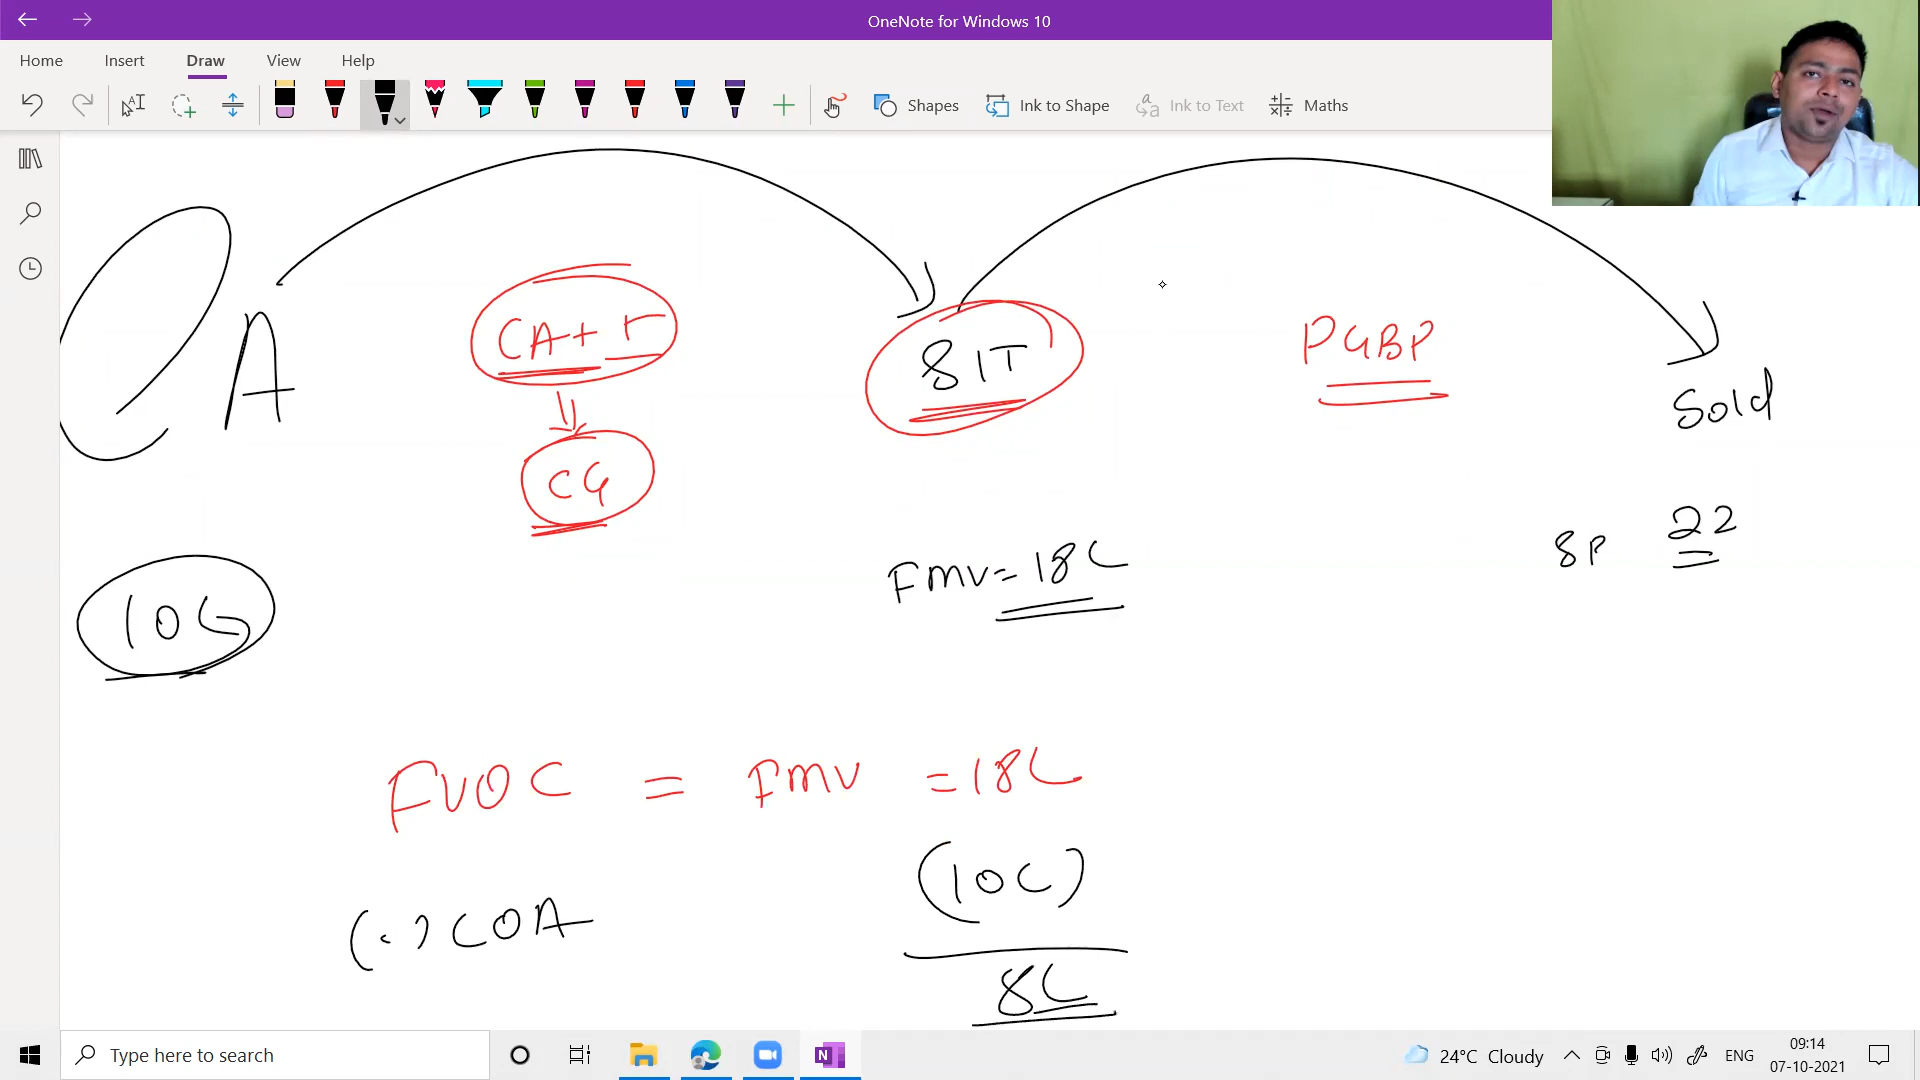 OneNote for Windows 10
Home Insert Draw View Help
Shapes Ink to Shape Ink to Text Maths
A
CA + T
SIT
PGBP
Sold
CG
FMV = 18L
SP 22
10L
FVOC = FMV = 18L
(-) COA (10L)
8L
Type here to search
24°C Cloudy
ENG
09:14
07-10-2021